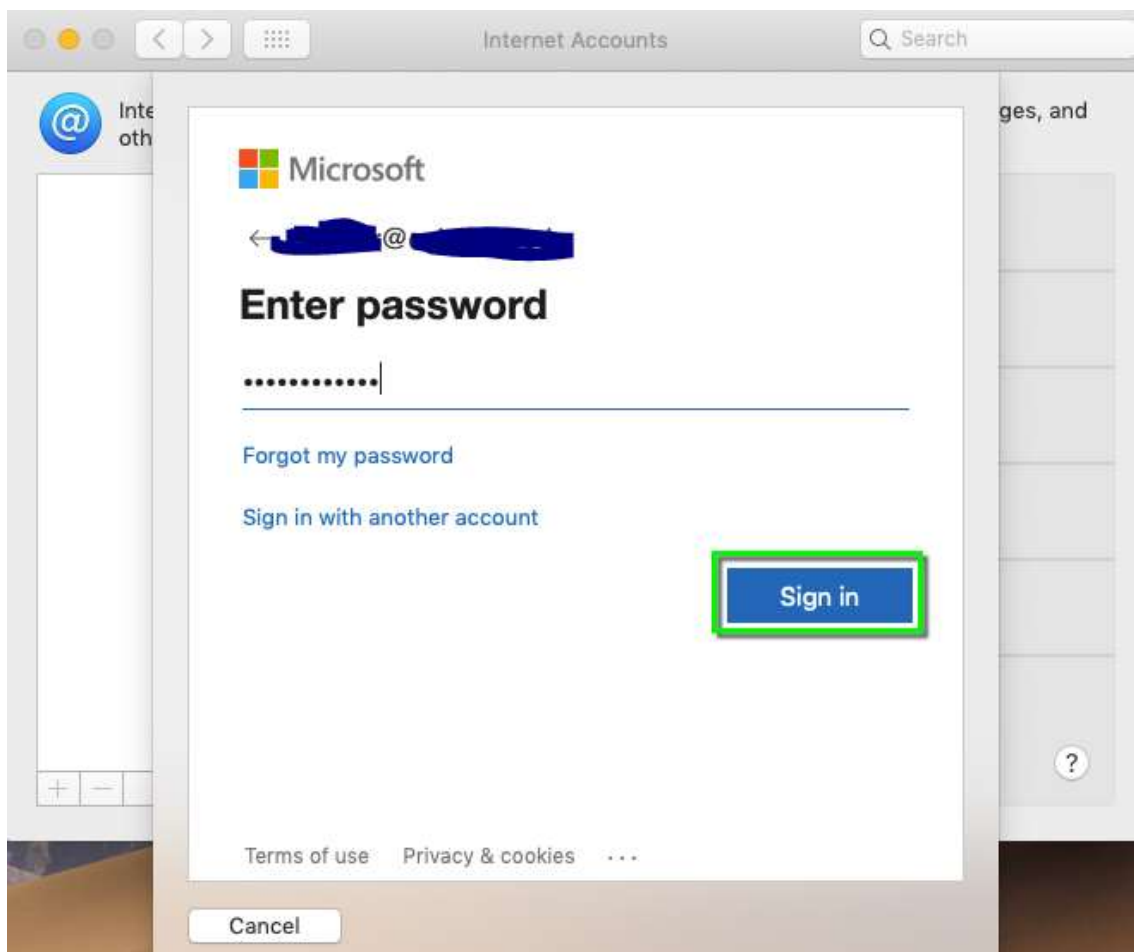 Internet Accounts
Search
Inte
ges, and
oth
Microsoft
@
Enter password
••••••••••••
Forgot my password
Sign in with another account
Sign in
?
Terms of use Privacy & cookies ...
Cancel